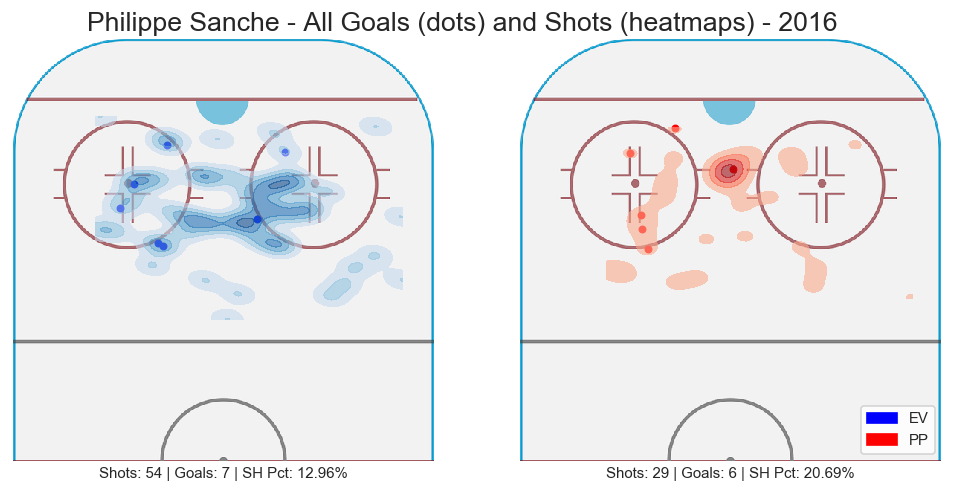 Philippe Sanche - All Goals (dots) and Shots (heatmaps) - 2016
EV
PP
Shots: 54 | Goals: 7 | SH Pct: 12.96%
Shots: 29 | Goals: 6 | SH Pct: 20.69%